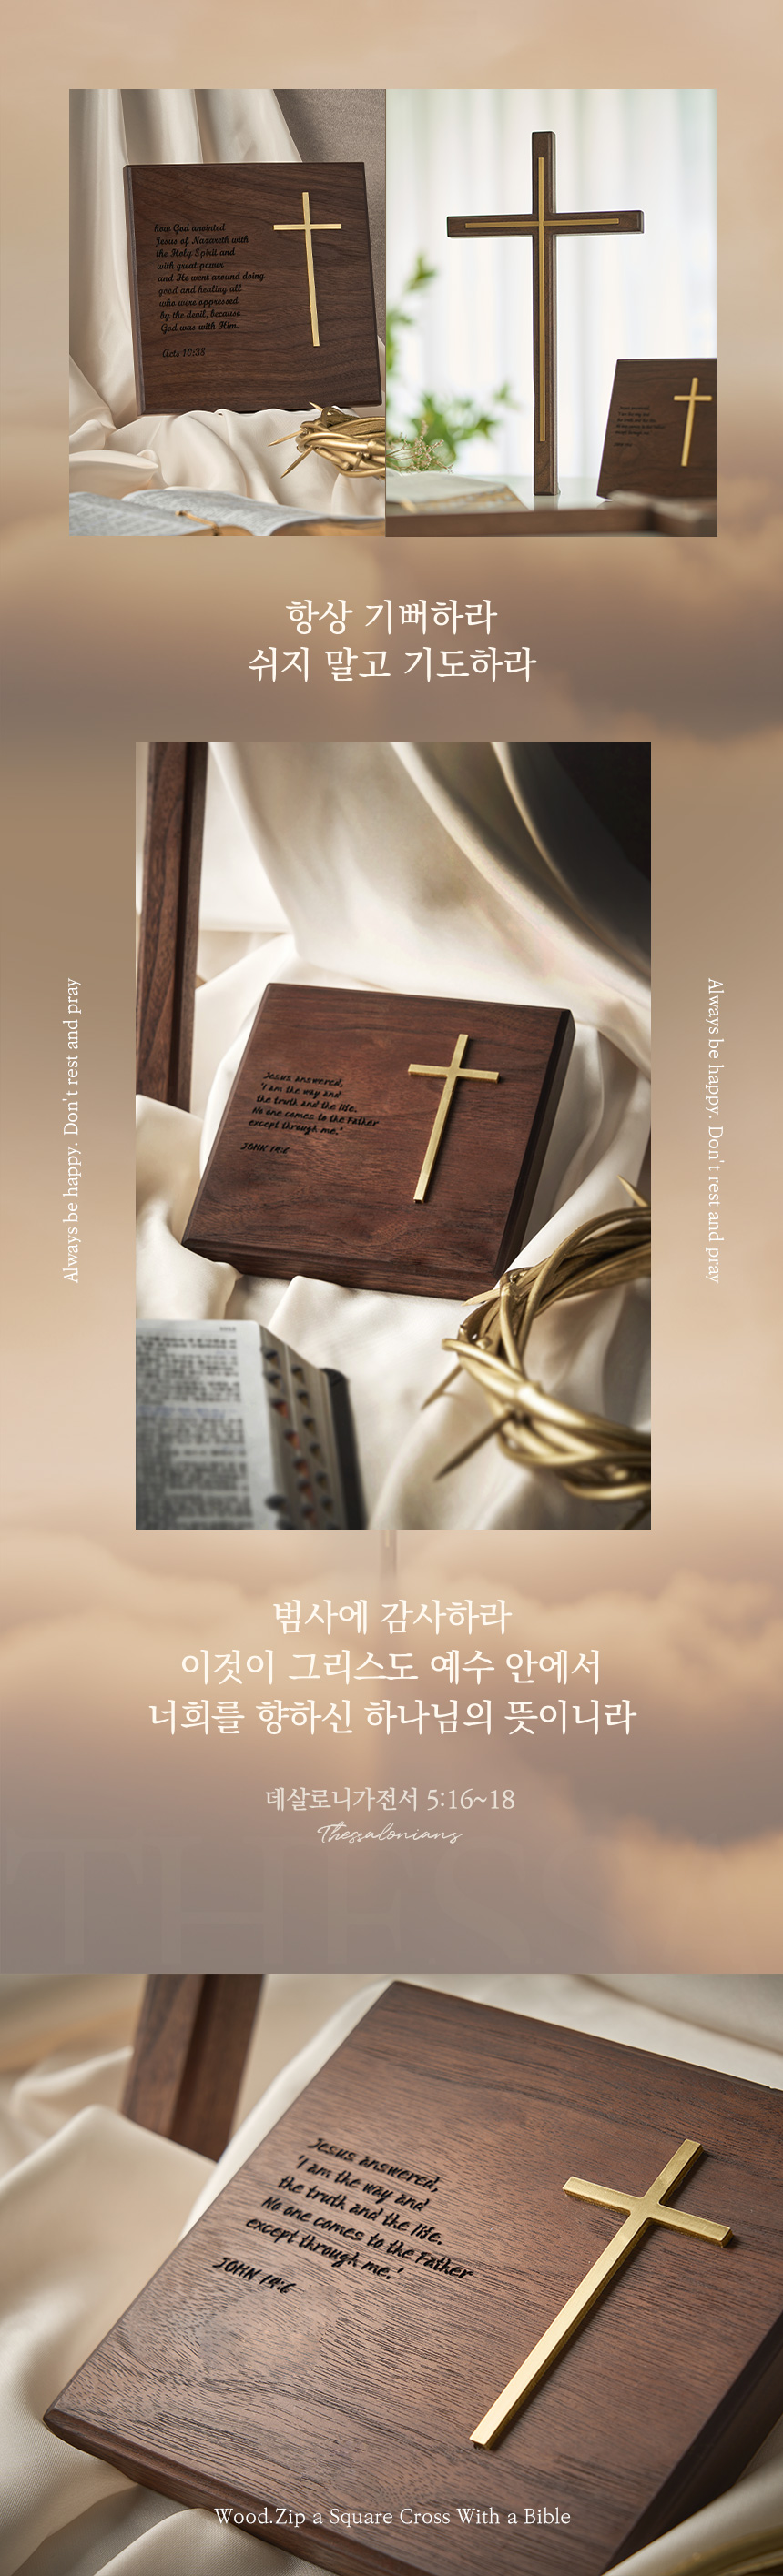 how God anointed
Jesus of Nazareth with
the Holy Spirit and
with great power
and He went around doing
good and healing all
who were oppressed
by the devil, because
God was with Him.
Acts 10:38
항상 기뻐하라
쉬지 말고 기도하라
Always be happy. Don't rest and pray
Always be happy. Don't rest and pray
Jesus answered,
'I am the way and
the truth and the life.
No one comes to the Father
except through me.'
JOHN 14:6
범사에 감사하라
이것이 그리스도 예수 안에서
너희를 향하신 하나님의 뜻이니라
데살로니가전서 5:16~18
Thessalonians
THESS
Jesus answered,
'I am the way and
the truth and the life.
No one comes to the Father
except through me.'
JOHN 14:6
Wood.Zip a Square Cross With a Bible